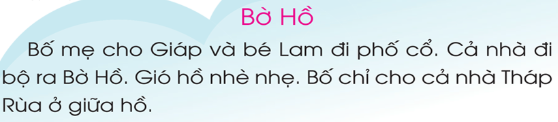 Bờ Hồ
Bố mẹ cho Giáp và bé Lam đi phố cổ. Cả nhà đi
bộ ra Bờ Hồ. Gió hồ nhè nhẹ. Bố chỉ cho cả nhà Tháp
Rùa ở giữa hồ.